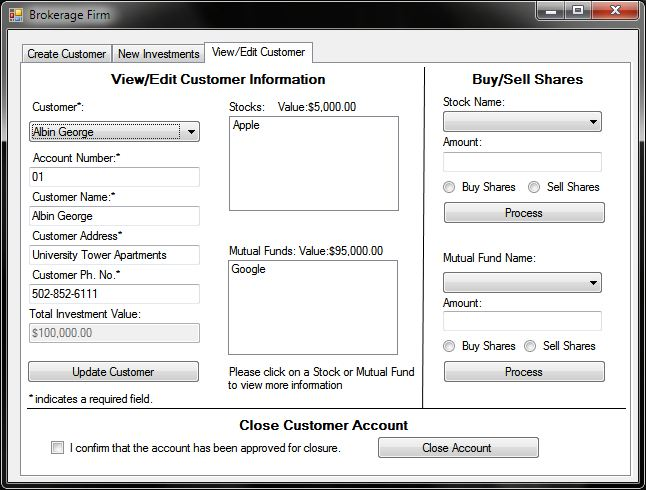 Brokerage Firm
Create Customer
New Investments
View/Edit Customer
View/Edit Customer Information
Customer*:
Albin George
Account Number:*
01
Customer Name:*
Albin George
Customer Address*
University Tower Apartments
Customer Ph. No.*
502-852-6111
Total Investment Value:
$100,000.00
Update Customer
* indicates a required field.
Stocks: Value:$5,000.00
Apple
Mutual Funds: Value:$95,000.00
Google
Please click on a Stock or Mutual Fund
to view more information
Buy/Sell Shares
Stock Name:
Amount:
Buy Shares
Sell Shares
Process
Mutual Fund Name:
Amount:
Buy Shares
Sell Shares
Process
Close Customer Account
I confirm that the account has been approved for closure.
Close Account